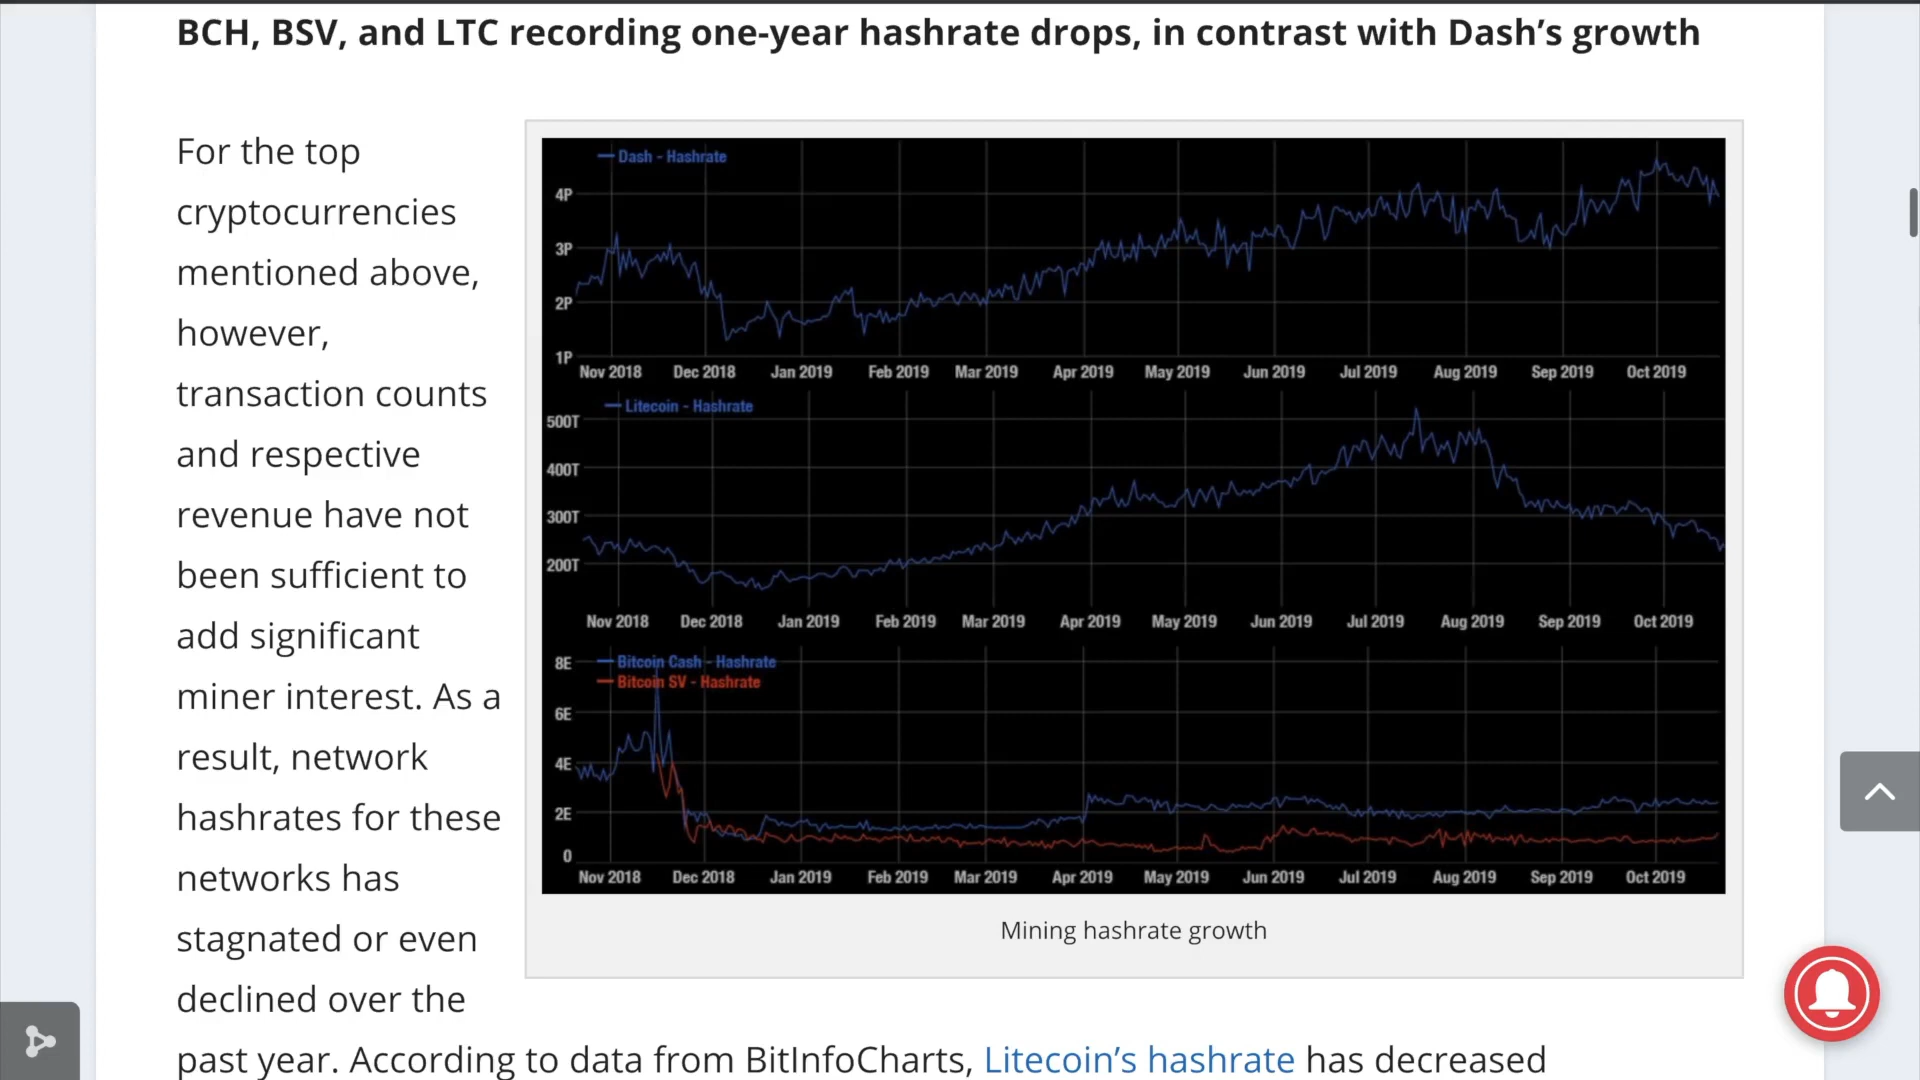 BCH, BSV, and LTC recording one-year hashrate drops, in contrast with Dash’s growth
For the top
cryptocurrencies
mentioned above,
however,
transaction counts
and respective
revenue have not
been sufficient to
add significant
miner interest. As a
result, network
hashrates for these
networks has
stagnated or even
declined over the
past year. According to data from BitInfoCharts, Litecoin’s hashrate has decreased
Dash - Hashrate
4P
3P
2P
1P
Nov 2018 Dec 2018 Jan 2019 Feb 2019 Mar 2019 Apr 2019 May 2019 Jun 2019 Jul 2019 Aug 2019 Sep 2019 Oct 2019
Litecoin - Hashrate
500T
400T
300T
200T
Nov 2018 Dec 2018 Jan 2019 Feb 2019 Mar 2019 Apr 2019 May 2019 Jun 2019 Jul 2019 Aug 2019 Sep 2019 Oct 2019
Bitcoin Cash - Hashrate
Bitcoin SV - Hashrate
8E
6E
4E
2E
0
Nov 2018 Dec 2018 Jan 2019 Feb 2019 Mar 2019 Apr 2019 May 2019 Jun 2019 Jul 2019 Aug 2019 Sep 2019 Oct 2019
Mining hashrate growth